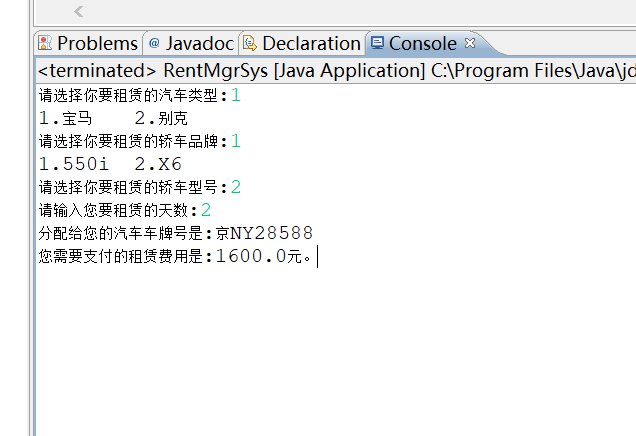 Problems @ Javadoc Declaration Console
<terminated> RentMgrSys [Java Application] C:\Program Files\Java\jd
请选择你要租赁的汽车类型:1
1.宝马 2.别克
请选择你要租赁的轿车品牌:1
1.550i 2.X6
请选择你要租赁的轿车型号:2
请输入您要租赁的天数:2
分配给您的汽车车牌号是:京NY28588
您需要支付的租赁费用是:1600.0元。